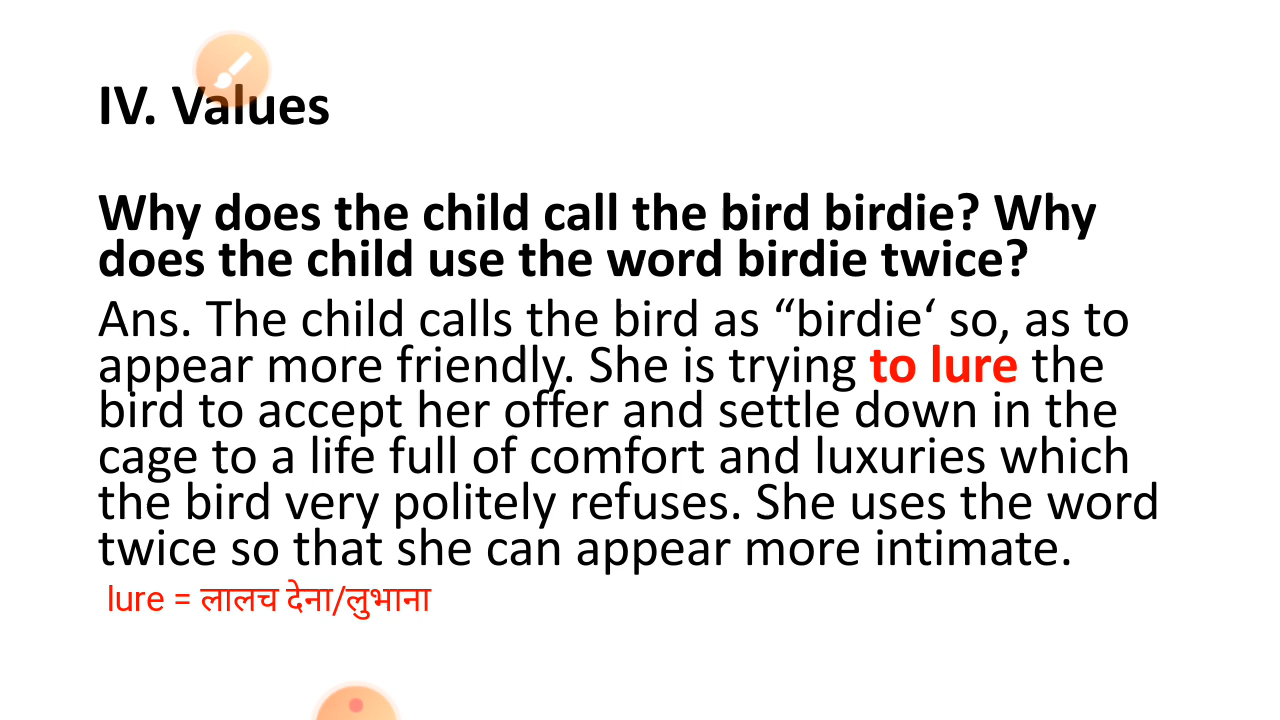 IV. Values
Why does the child call the bird birdie? Why
does the child use the word birdie twice?
Ans. The child calls the bird as “birdie‘ so, as to
appear more friendly. She is trying to lure the
bird to accept her offer and settle down in the
cage to a life full of comfort and luxuries which
the bird very politely refuses. She uses the word
twice so that she can appear more intimate.
lure = लालच देना/लुभाना